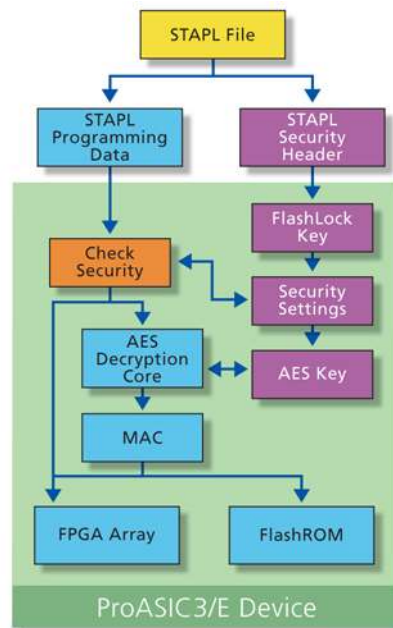 STAPL File
STAPL
Programming
Data
STAPL
Security
Header
FlashLock
Key
Check
Security
Security
Settings
AES
Decryption
Core
AES Key
MAC
FPGA Array
FlashROM
ProASIC3/E Device